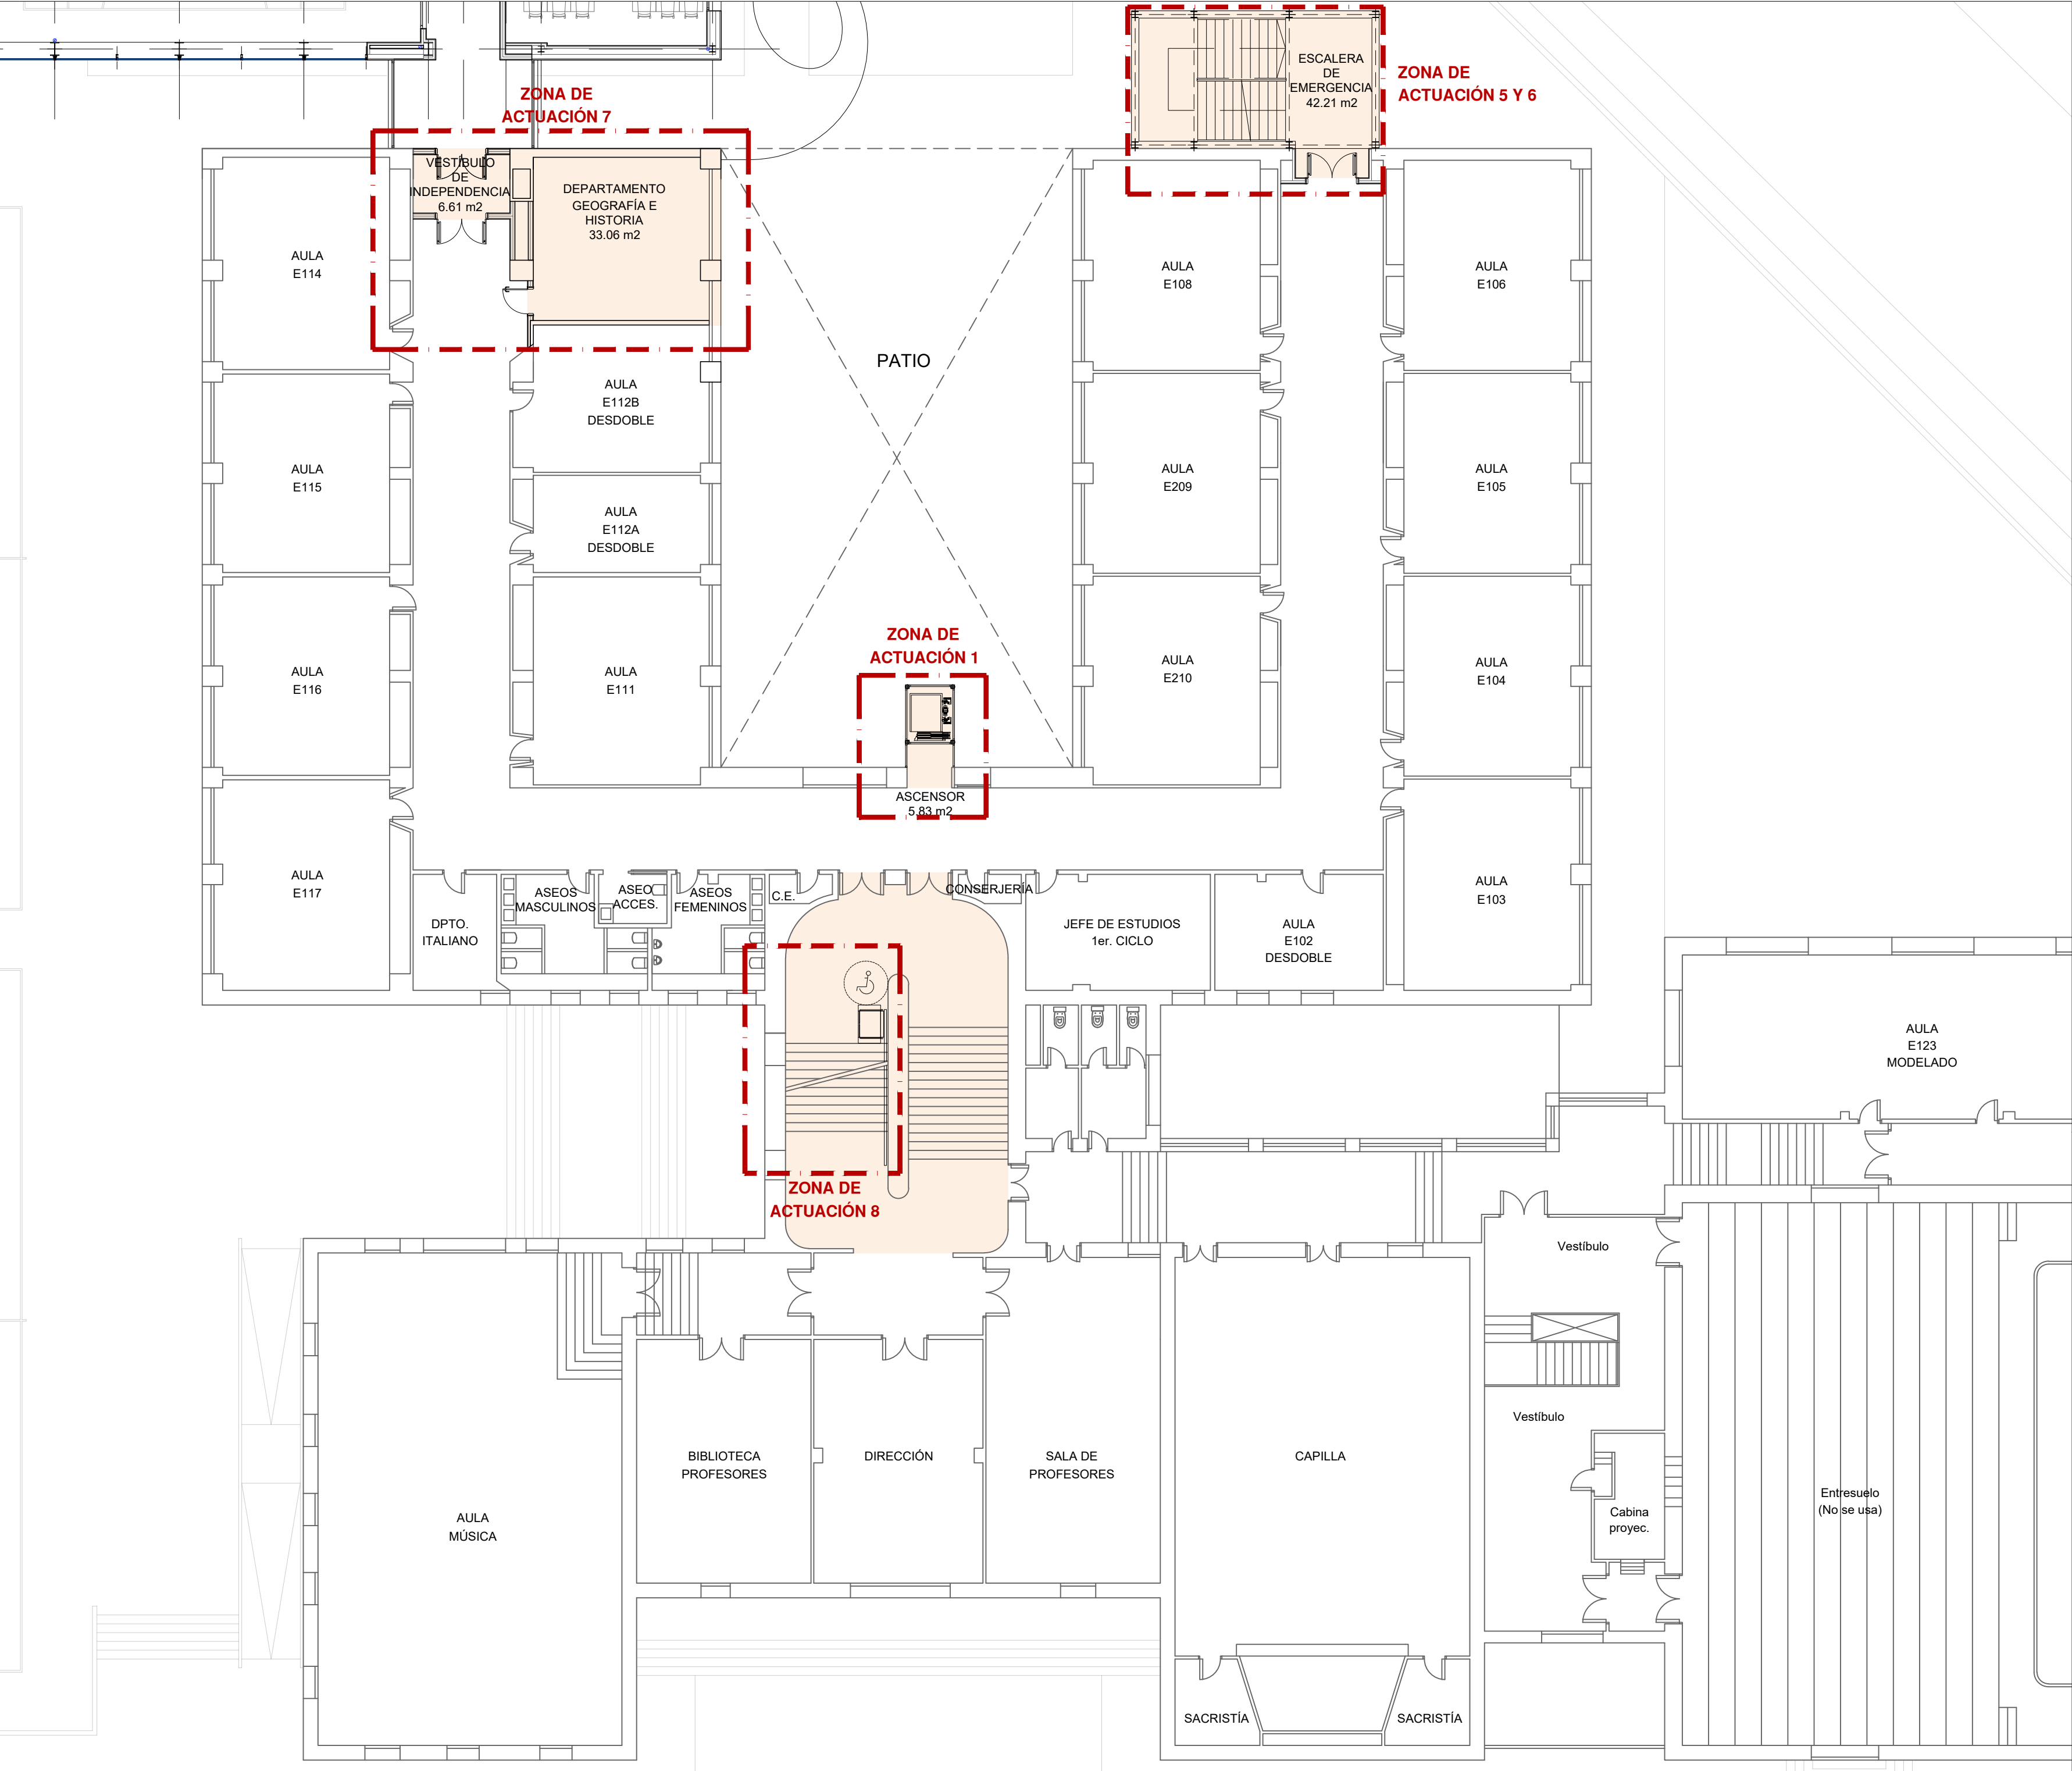 ZONA DE
ACTUACIÓN 7
ESCALERA
DE
EMERGENCIA
42.21 m2
ZONA DE
ACTUACIÓN 5 Y 6
VESTÍBULO
DE
INDEPENDENCIA
6.61 m2
DEPARTAMENTO
GEOGRAFÍA E
HISTORIA
33.06 m2
AULA
E114
AULA
E108
AULA
E106
PATIO
AULA
E112B
DESDOBLE
AULA
E115
AULA
E209
AULA
E105
AULA
E112A
DESDOBLE
ZONA DE
ACTUACIÓN 1
AULA
E116
AULA
E111
AULA
E210
AULA
E104
ASCENSOR
5.83 m2
AULA
E117
DPTO.
ITALIANO
ASEOS
MASCULINOS
ASEO
ACCES.
ASEOS
FEMENINOS
C.E.
CONSERJERÍA
JEFE DE ESTUDIOS
1er. CICLO
AULA
E102
DESDOBLE
AULA
E103
AULA
E123
MODELADO
ZONA DE
ACTUACIÓN 8
Vestíbulo
Vestíbulo
BIBLIOTECA
PROFESORES
DIRECCIÓN
SALA DE
PROFESORES
CAPILLA
AULA
MÚSICA
Cabina
proyec.
Entresuelo
(No se usa)
SACRISTÍA
SACRISTÍA